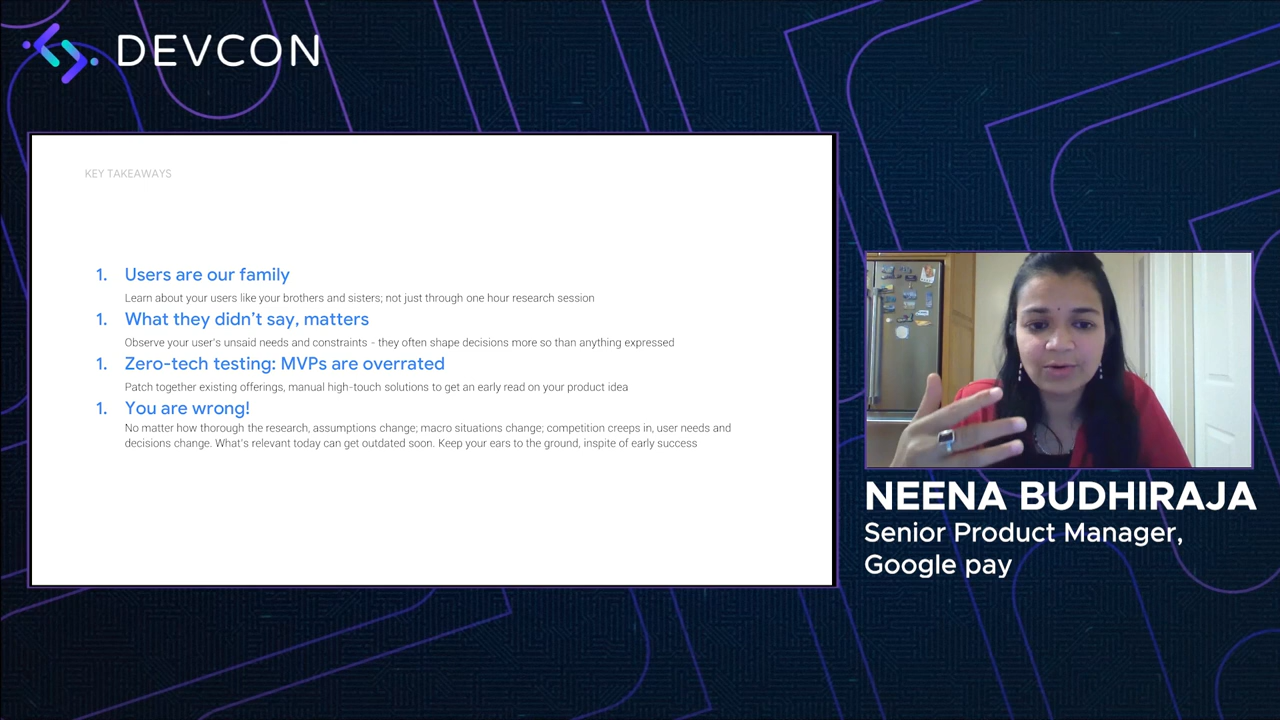 DEVCON
KEY TAKEAWAYS
1. Users are our family
Learn about your users like your brothers and sisters; not just through one hour research session
1. What they didn't say, matters
Observe your user's unsaid needs and constraints - they often shape decisions more so than anything expressed
1. Zero-tech testing: MVPs are overrated
Patch together existing offerings, manual high-touch solutions to get an early read on your product idea
1. You are wrong!
No matter how thorough the research, assumptions change; macro situations change; competition creeps in, user needs and
decisions change. What's relevant today can get outdated soon. Keep your ears to the ground, inspite of early success
NEENA BUDHIRAJA
Senior Product Manager,
Google pay